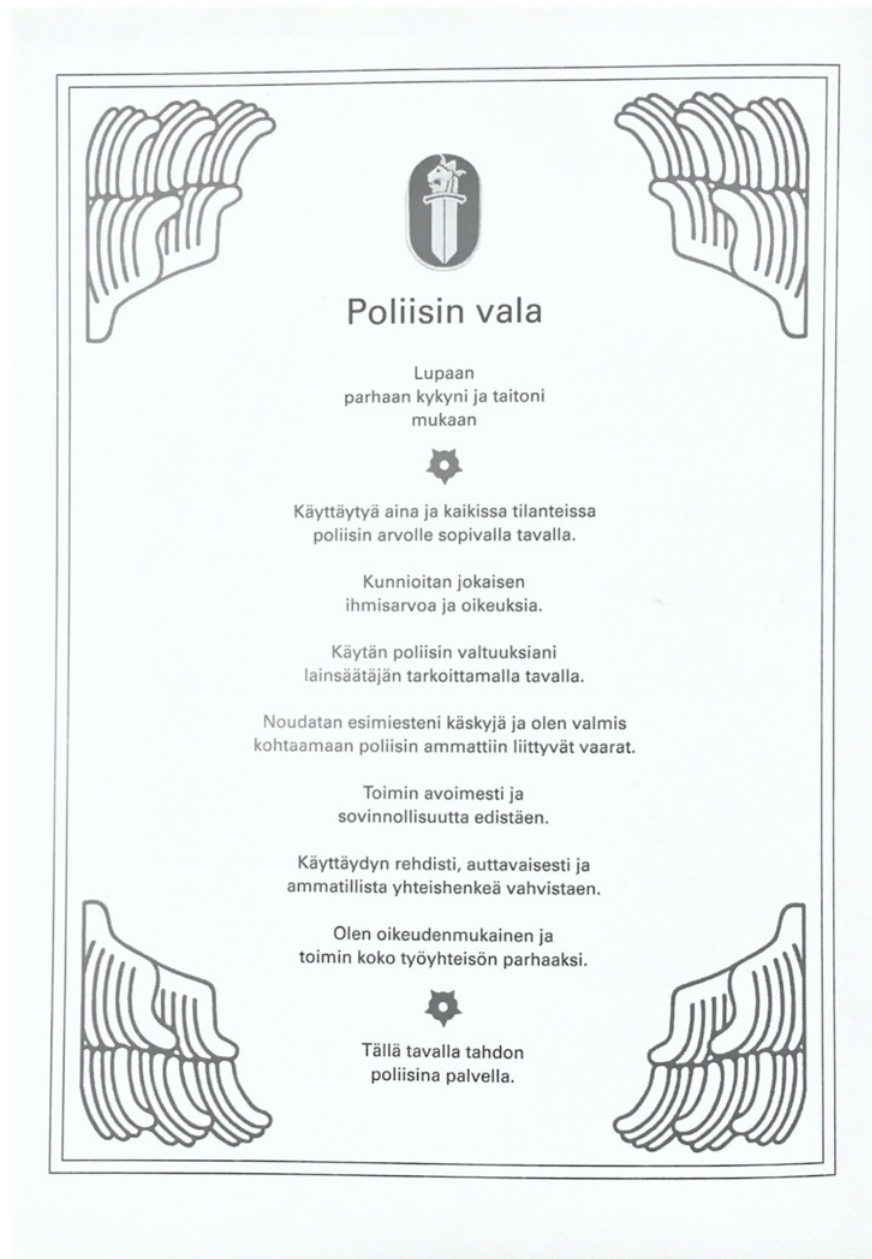 Poliisin vala
Lupaan
parhaan kykyni ja taitoni
mukaan
Käyttäytyä aina ja kaikissa tilanteissa
poliisin arvolle sopivalla tavalla.
Kunnioitan jokaisen
ihmisarvoa ja oikeuksia.
Käytän poliisin valtuuksiani
lainsäätäjän tarkoittamalla tavalla.
Noudatan esimiesteni käskyjä ja olen valmis
kohtaamaan poliisin ammattiin liittyvät vaarat.
Toimin avoimesti ja
sovinnollisuutta edistäen.
Käyttäydyn rehdisti, auttavaisesti ja
ammatillista yhteishenkeä vahvistaen.
Olen oikeudenmukainen ja
toimin koko työyhteisön parhaaksi.
Tällä tavalla tahdon
poliisina palvella.